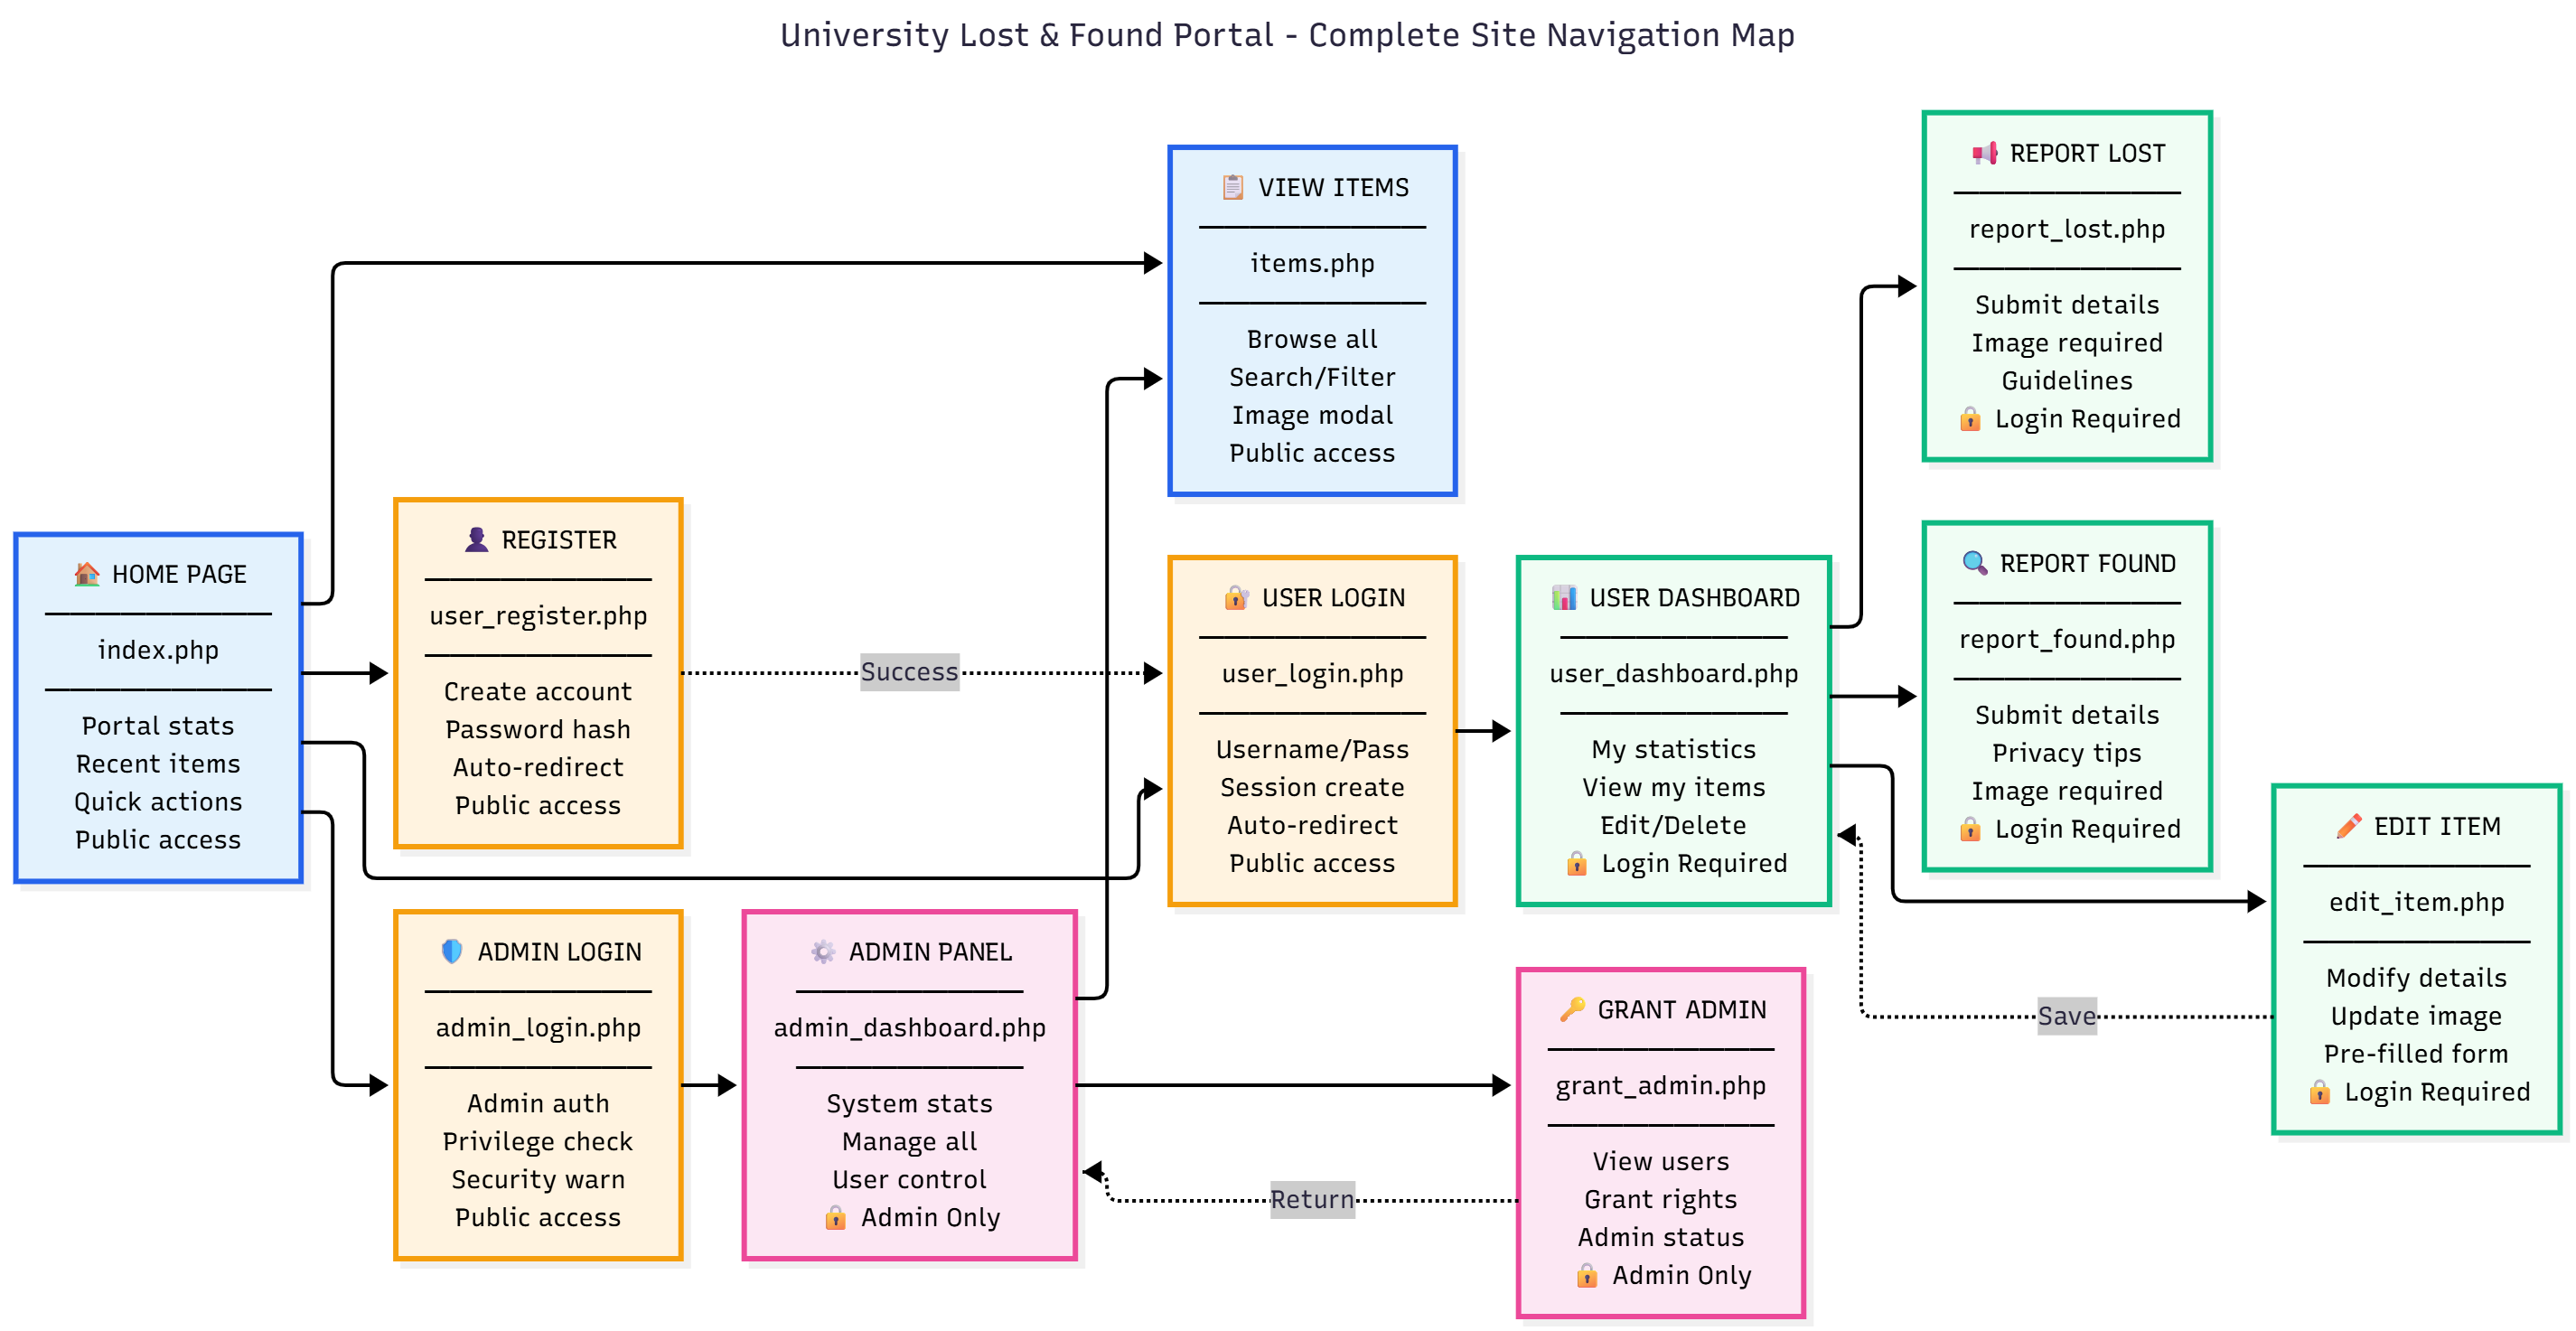 University Lost & Found Portal - Complete Site Navigation Map
🏠 HOME PAGE
index.php
Portal stats
Recent items
Quick actions
Public access
👤 REGISTER
user_register.php
Create account
Password hash
Auto-redirect
Public access
🛡️ ADMIN LOGIN
admin_login.php
Admin auth
Privilege check
Security warn
Public access
⚙️ ADMIN PANEL
admin_dashboard.php
System stats
Manage all
User control
🔒 Admin Only
Success
📋 VIEW ITEMS
items.php
Browse all
Search/Filter
Image modal
Public access
🔐 USER LOGIN
user_login.php
Username/Pass
Session create
Auto-redirect
Public access
Return
📊 USER DASHBOARD
user_dashboard.php
My statistics
View my items
Edit/Delete
🔒 Login Required
🔑 GRANT ADMIN
grant_admin.php
View users
Grant rights
Admin status
🔒 Admin Only
📢 REPORT LOST
report_lost.php
Submit details
Image required
Guidelines
🔒 Login Required
🔍 REPORT FOUND
report_found.php
Submit details
Privacy tips
Image required
🔒 Login Required
Save
✏️ EDIT ITEM
edit_item.php
Modify details
Update image
Pre-filled form
🔒 Login Required